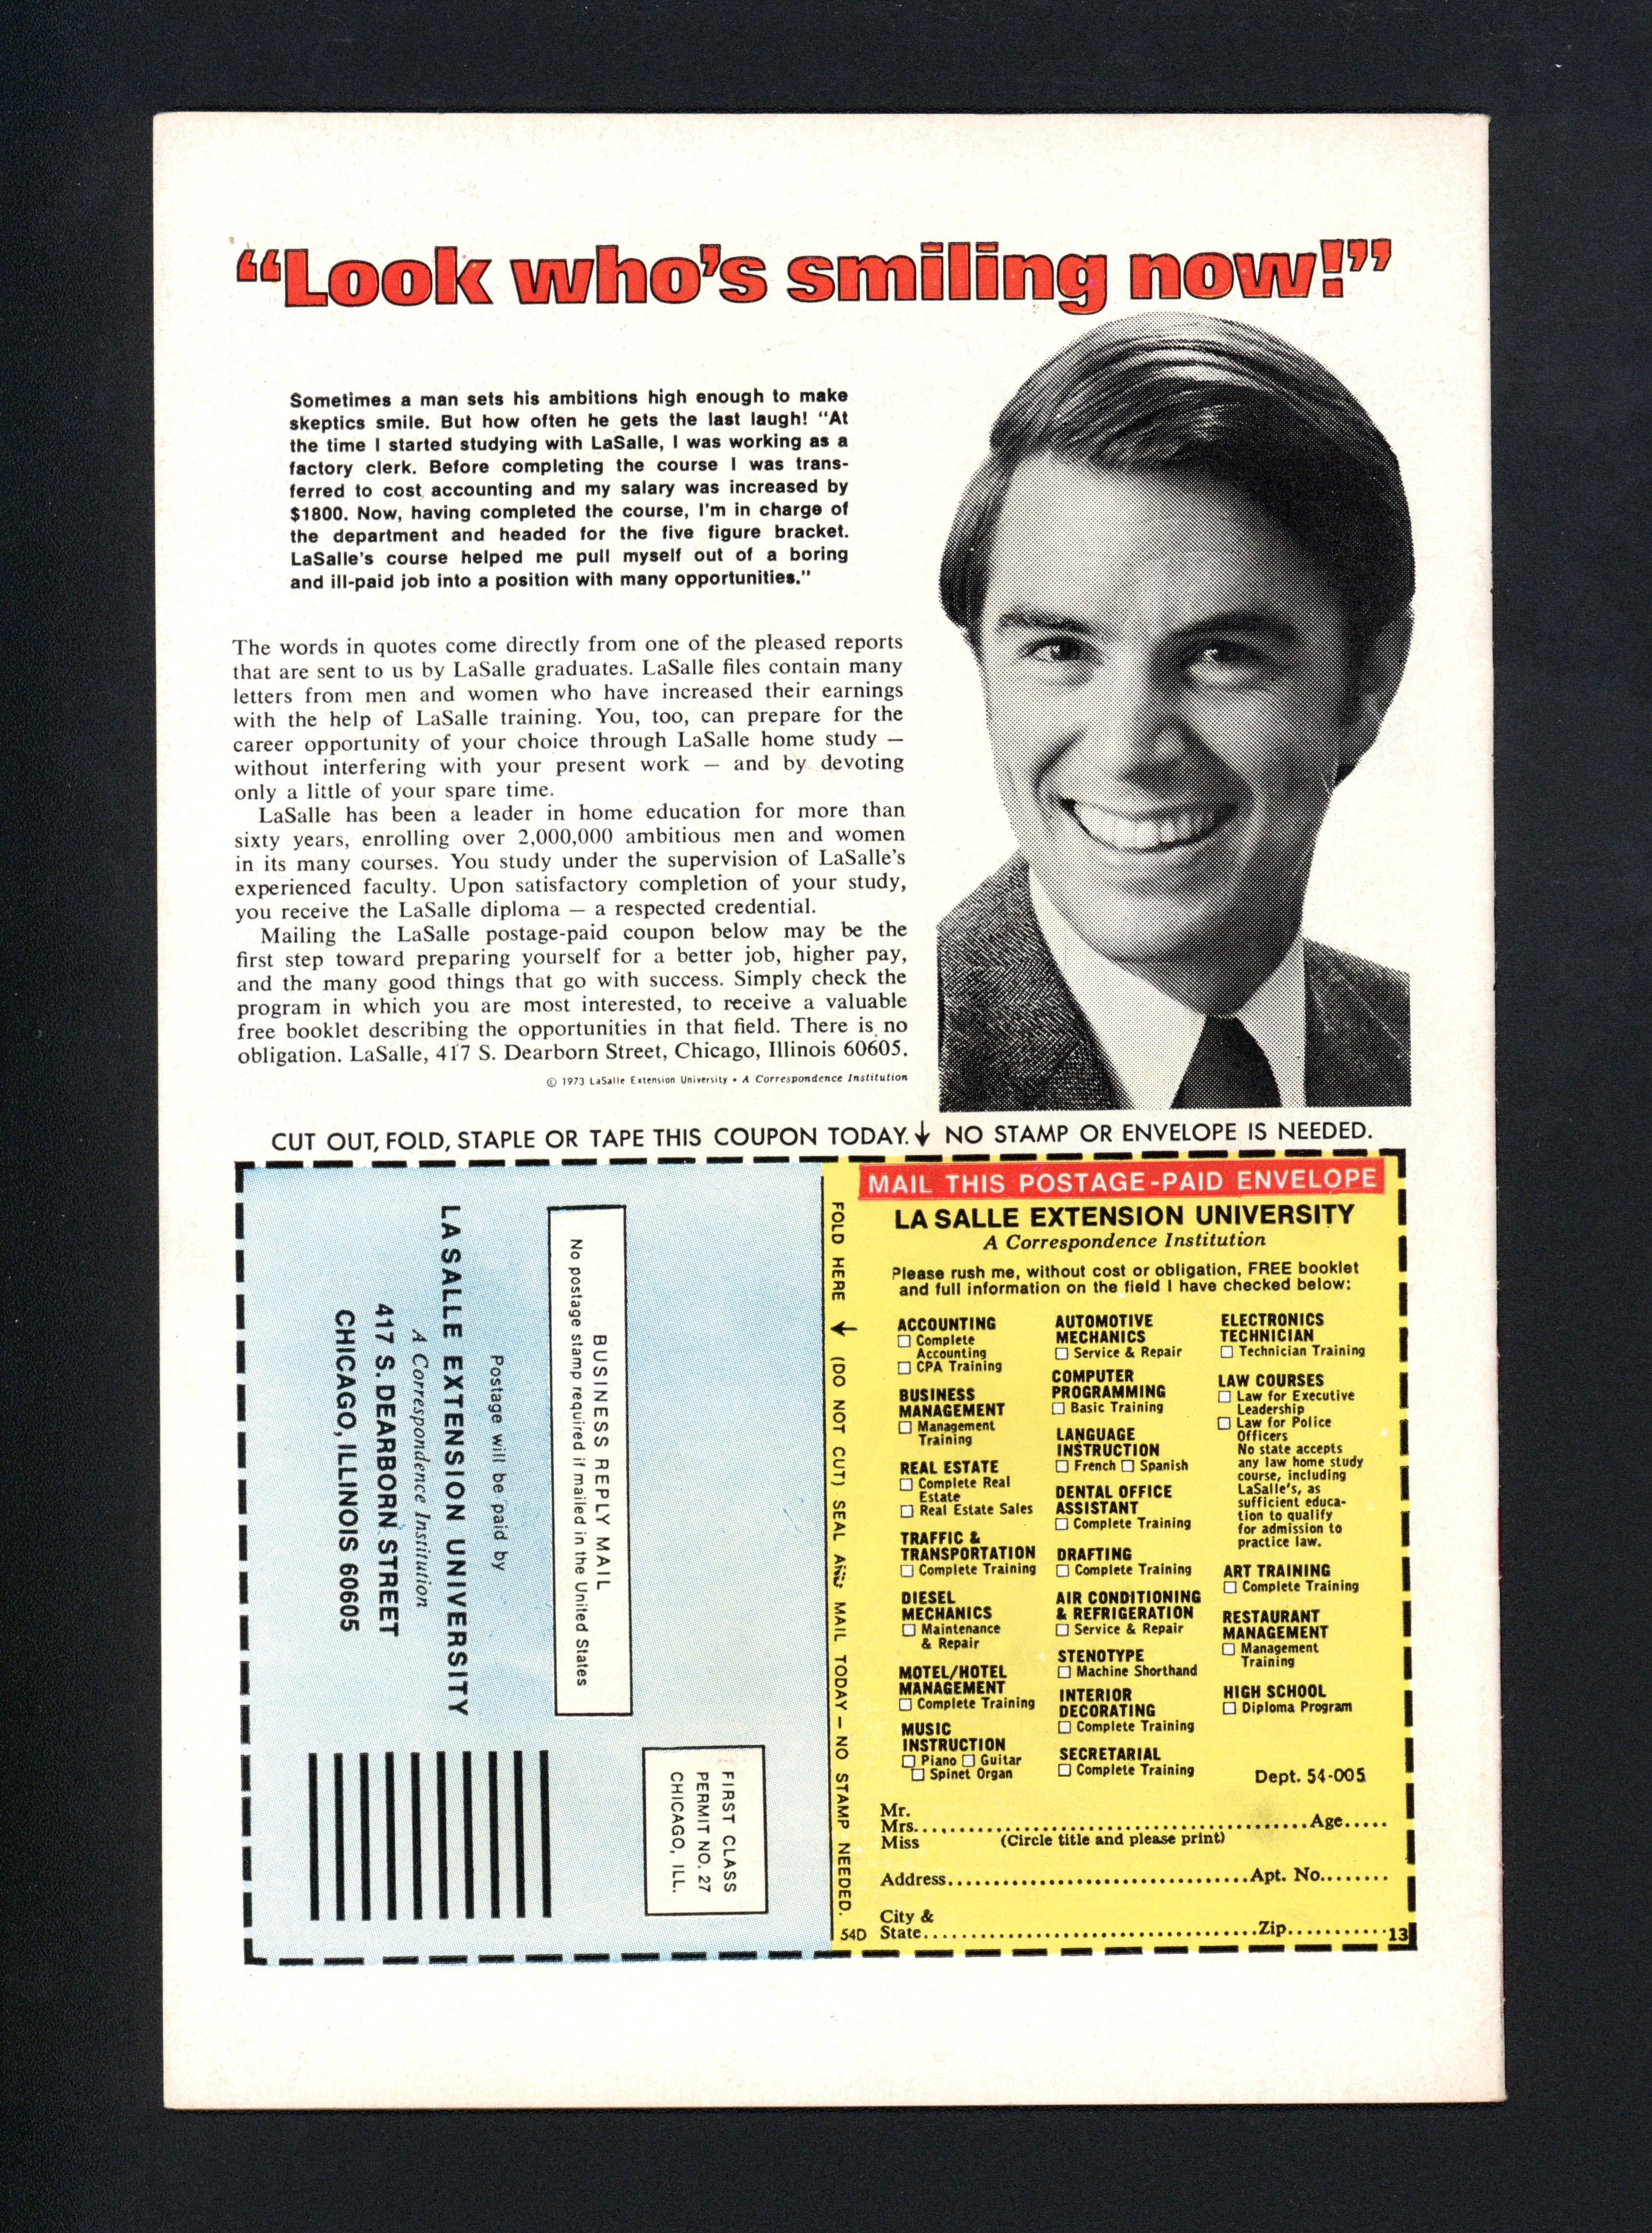 “Look who’s smiling now!”
Sometimes a man sets his ambitions high enough to make
skeptics smile. But how often he gets the last laugh! “At
the time I started studying with LaSalle, I was working as a
factory clerk. Before completing the course I was trans-
ferred to cost accounting and my salary was increased by
$1800. Now, having completed the course, I’m in charge of
the department and headed for the five figure bracket.
LaSalle’s course helped me pull myself out of a boring
and ill-paid job into a position with many opportunities.”
The words in quotes come directly from one of the pleased reports
that are sent to us by LaSalle graduates. LaSalle files contain many
letters from men and women who have increased their earnings
with the help of LaSalle training. You, too, can prepare for the
career opportunity of your choice through LaSalle home study —
without interfering with your present work — and by devoting
only a little of your spare time.
LaSalle has been a leader in home education for more than
sixty years, enrolling over 2,000,000 ambitious men and women
in its many courses. You study under the supervision of LaSalle’s
experienced faculty. Upon satisfactory completion of your study,
you receive the LaSalle diploma — a respected credential.
Mailing the LaSalle postage-paid coupon below may be the
first step toward preparing yourself for a better job, higher pay,
and the many good things that go with success. Simply check the
program in which you are most interested, to receive a valuable
free booklet describing the opportunities in that field. There is no
obligation. LaSalle, 417 S. Dearborn Street, Chicago, Illinois 60605.
© 1973 LaSalle Extension University • A Correspondence Institution
CUT OUT, FOLD, STAPLE OR TAPE THIS COUPON TODAY. ↓ NO STAMP OR ENVELOPE IS NEEDED.
FIRST CLASS
PERMIT NO. 27
CHICAGO, ILL.
BUSINESS REPLY MAIL
No postage stamp required if mailed in the United States
Postage will be paid by
LA SALLE EXTENSION UNIVERSITY
A Correspondence Institution
417 S. DEARBORN STREET
CHICAGO, ILLINOIS 60605
FOLD HERE ↓ (DO NOT CUT) SEAL AND MAIL TODAY – NO STAMP NEEDED.
54D
MAIL THIS POSTAGE-PAID ENVELOPE
LA SALLE EXTENSION UNIVERSITY
A Correspondence Institution
Please rush me, without cost or obligation, FREE booklet
and full information on the field I have checked below:
ACCOUNTING
☐ Complete
Accounting
☐ CPA Training
BUSINESS
MANAGEMENT
☐ Management
Training
REAL ESTATE
☐ Complete Real
Estate
☐ Real Estate Sales
TRAFFIC &
TRANSPORTATION
☐ Complete Training
DIESEL
MECHANICS
☐ Maintenance
& Repair
MOTEL/HOTEL
MANAGEMENT
☐ Complete Training
MUSIC
INSTRUCTION
☐ Piano ☐ Guitar
☐ Spinet Organ
AUTOMOTIVE
MECHANICS
☐ Service & Repair
COMPUTER
PROGRAMMING
☐ Basic Training
LANGUAGE
INSTRUCTION
☐ French ☐ Spanish
DENTAL OFFICE
ASSISTANT
☐ Complete Training
DRAFTING
☐ Complete Training
AIR CONDITIONING
& REFRIGERATION
☐ Service & Repair
STENOTYPE
☐ Machine Shorthand
INTERIOR
DECORATING
☐ Complete Training
SECRETARIAL
☐ Complete Training
ELECTRONICS
TECHNICIAN
☐ Technician Training
LAW COURSES
☐ Law for Executive
Leadership
☐ Law for Police
Officers
No state accepts
any law home study
course, including
LaSalle’s, as
sufficient educa-
tion to qualify
for admission to
practice law.
ART TRAINING
☐ Complete Training
RESTAURANT
MANAGEMENT
☐ Management
Training
HIGH SCHOOL
☐ Diploma Program
Dept. 54-005
Mr.
Mrs. Age
Miss (Circle title and please print)
Address Apt. No.
City &
State Zip 13